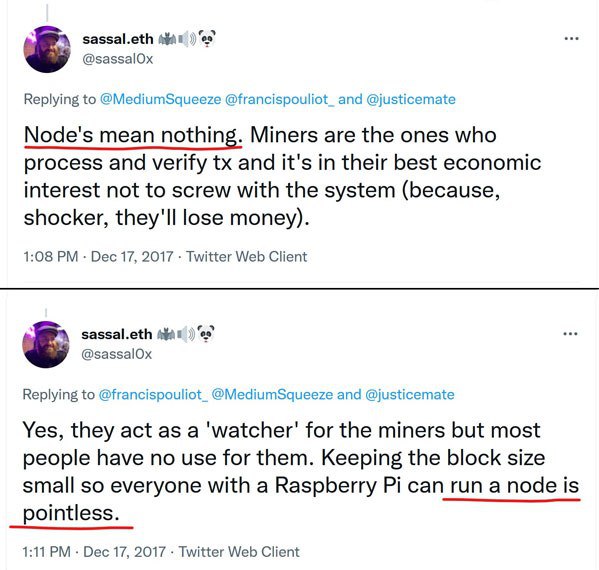 sassal.eth 🦇🔊🐼
@sassal0x
Replying to @MediumSqueeze @francispouliot_ and @justicemate
Node's mean nothing. Miners are the ones who
process and verify tx and it's in their best economic
interest not to screw with the system (because,
shocker, they'll lose money).
1:08 PM · Dec 17, 2017 · Twitter Web Client
sassal.eth 🦇🔊🐼
@sassal0x
Replying to @francispouliot_ @MediumSqueeze and @justicemate
Yes, they act as a 'watcher' for the miners but most
people have no use for them. Keeping the block size
small so everyone with a Raspberry Pi can run a node is
pointless.
1:11 PM · Dec 17, 2017 · Twitter Web Client